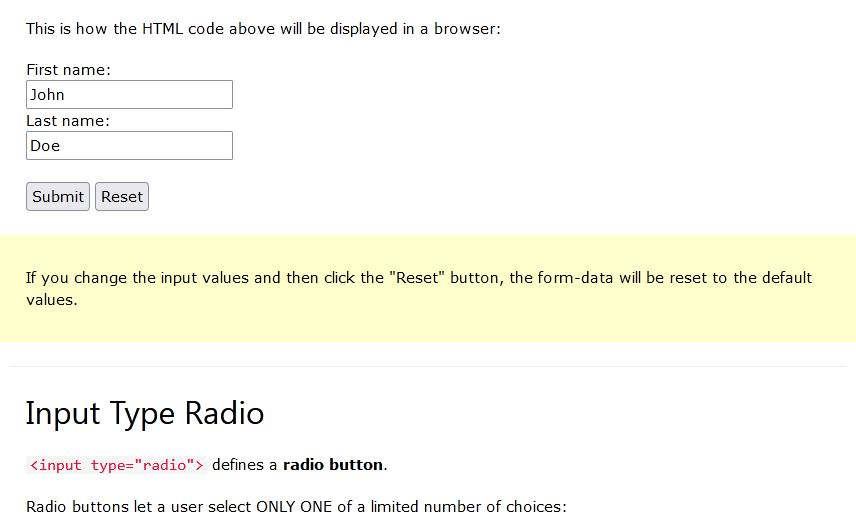 This is how the HTML code above will be displayed in a browser:
First name:
John
Last name:
Doe
Submit Reset
If you change the input values and then click the "Reset" button, the form-data will be reset to the default
values.
Input Type Radio
<input type="radio"> defines a radio button.
Radio buttons let a user select ONLY ONE of a limited number of choices: